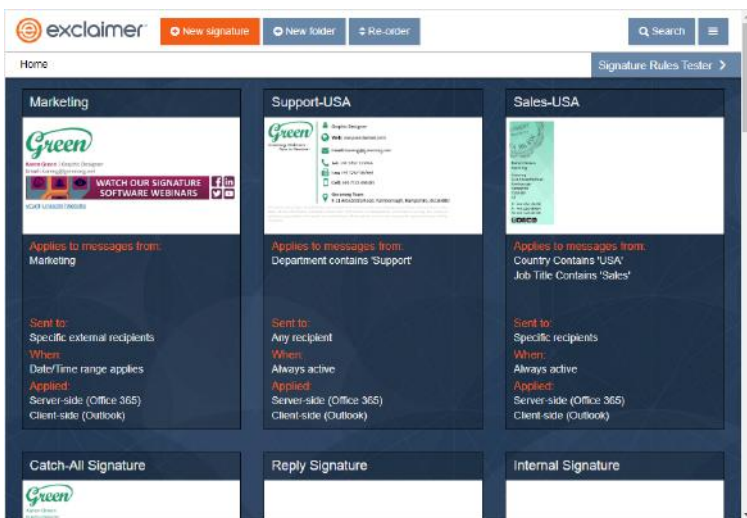 exclaimer
New signature
New folder
Re-order
Search
Home
Signature Rules Tester
Marketing
Green
Karen Green | Graphic Designer
WATCH OUR SIGNATURE
SOFTWARE WEBINARS
Applies to messages from:
Marketing
Sent to:
Specific external recipients
When:
Date/Time range applies
Applied:
Server-side (Office 365)
Client-side (Outlook)
Support-USA
Green
Graphic Designer
Applies to messages from:
Department contains 'Support'
Sent to:
Any recipient
When:
Always active
Applied:
Server-side (Office 365)
Client-side (Outlook)
Sales-USA
Applies to messages from:
Country Contains 'USA'
Job Title Contains 'Sales'
Sent to:
Specific recipients
When:
Always active
Applied:
Server-side (Office 365)
Client-side (Outlook)
Catch-All Signature
Green
Reply Signature
Internal Signature